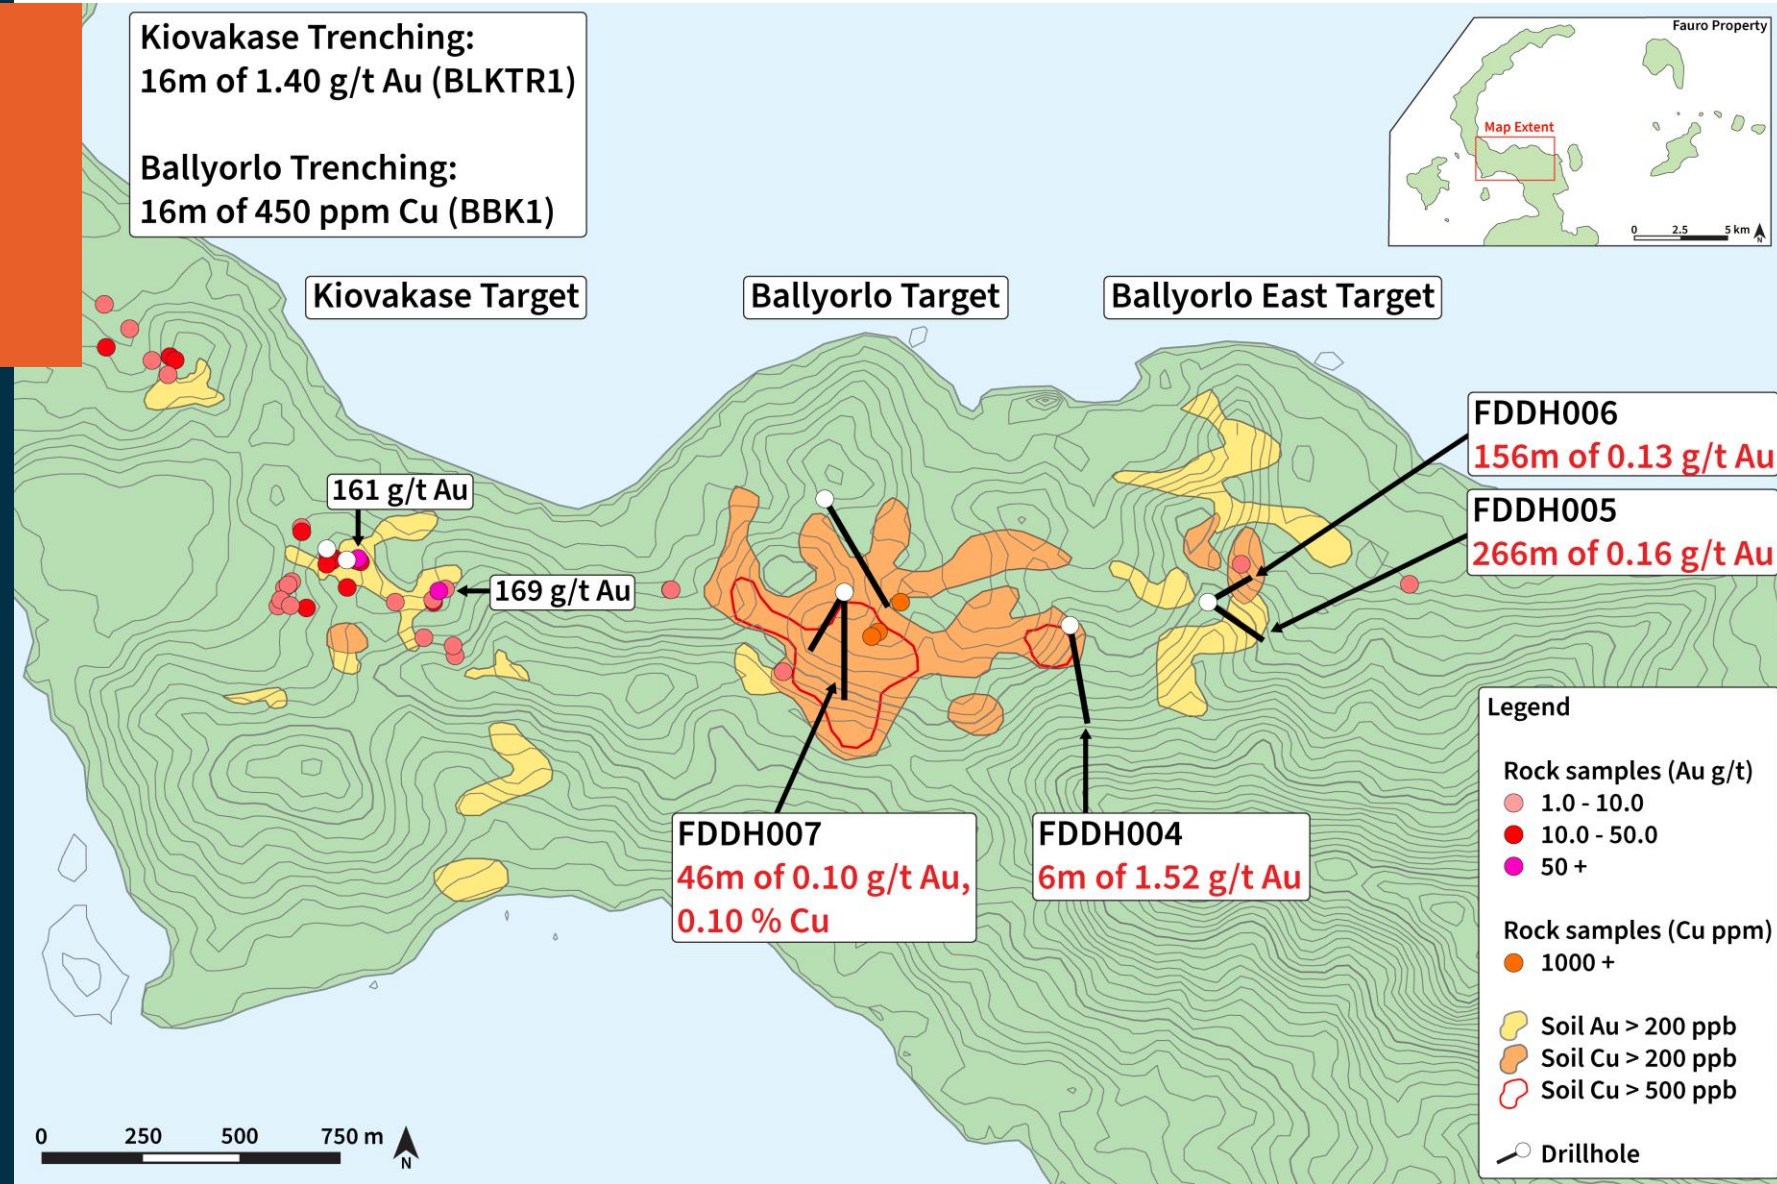 Kiovakase Trenching:
16m of 1.40 g/t Au (BLKTR1)
Ballyorlo Trenching:
16m of 450 ppm Cu (BBK1)
Fauro Property
Map Extent
0 2.5 5 km
N
Kiovakase Target
Ballyorlo Target
Ballyorlo East Target
FDDH006
156m of 0.13 g/t Au
161 g/t Au
FDDH005
266m of 0.16 g/t Au
169 g/t Au
FDDH007
46m of 0.10 g/t Au,
0.10 % Cu
FDDH004
6m of 1.52 g/t Au
Legend
Rock samples (Au g/t)
1.0 - 10.0
10.0 - 50.0
50 +
Rock samples (Cu ppm)
1000 +
Soil Au > 200 ppb
Soil Cu > 200 ppb
Soil Cu > 500 ppb
Drillhole
0 250 500 750 m
N